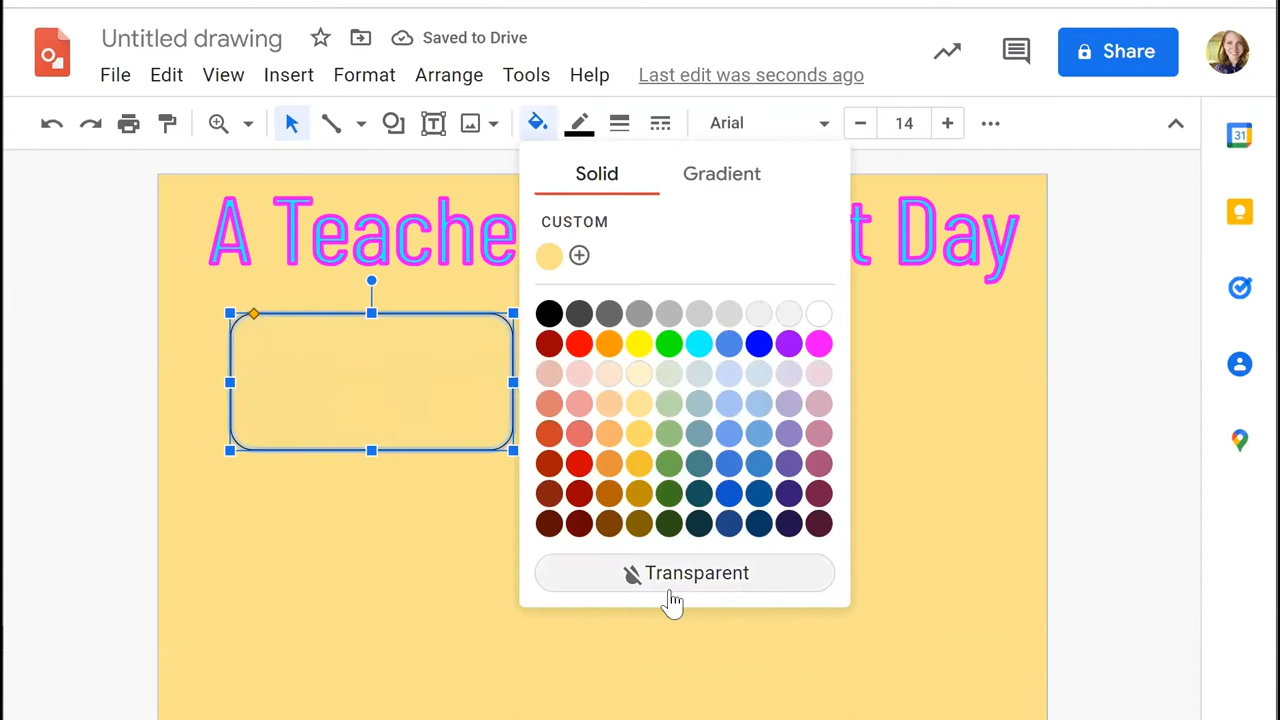 Untitled drawing Saved to Drive
File Edit View Insert Format Arrange Tools Help Last edit was seconds ago
Share
Arial 14
31
Solid Gradient
A Teache t Day
CUSTOM
Transparent